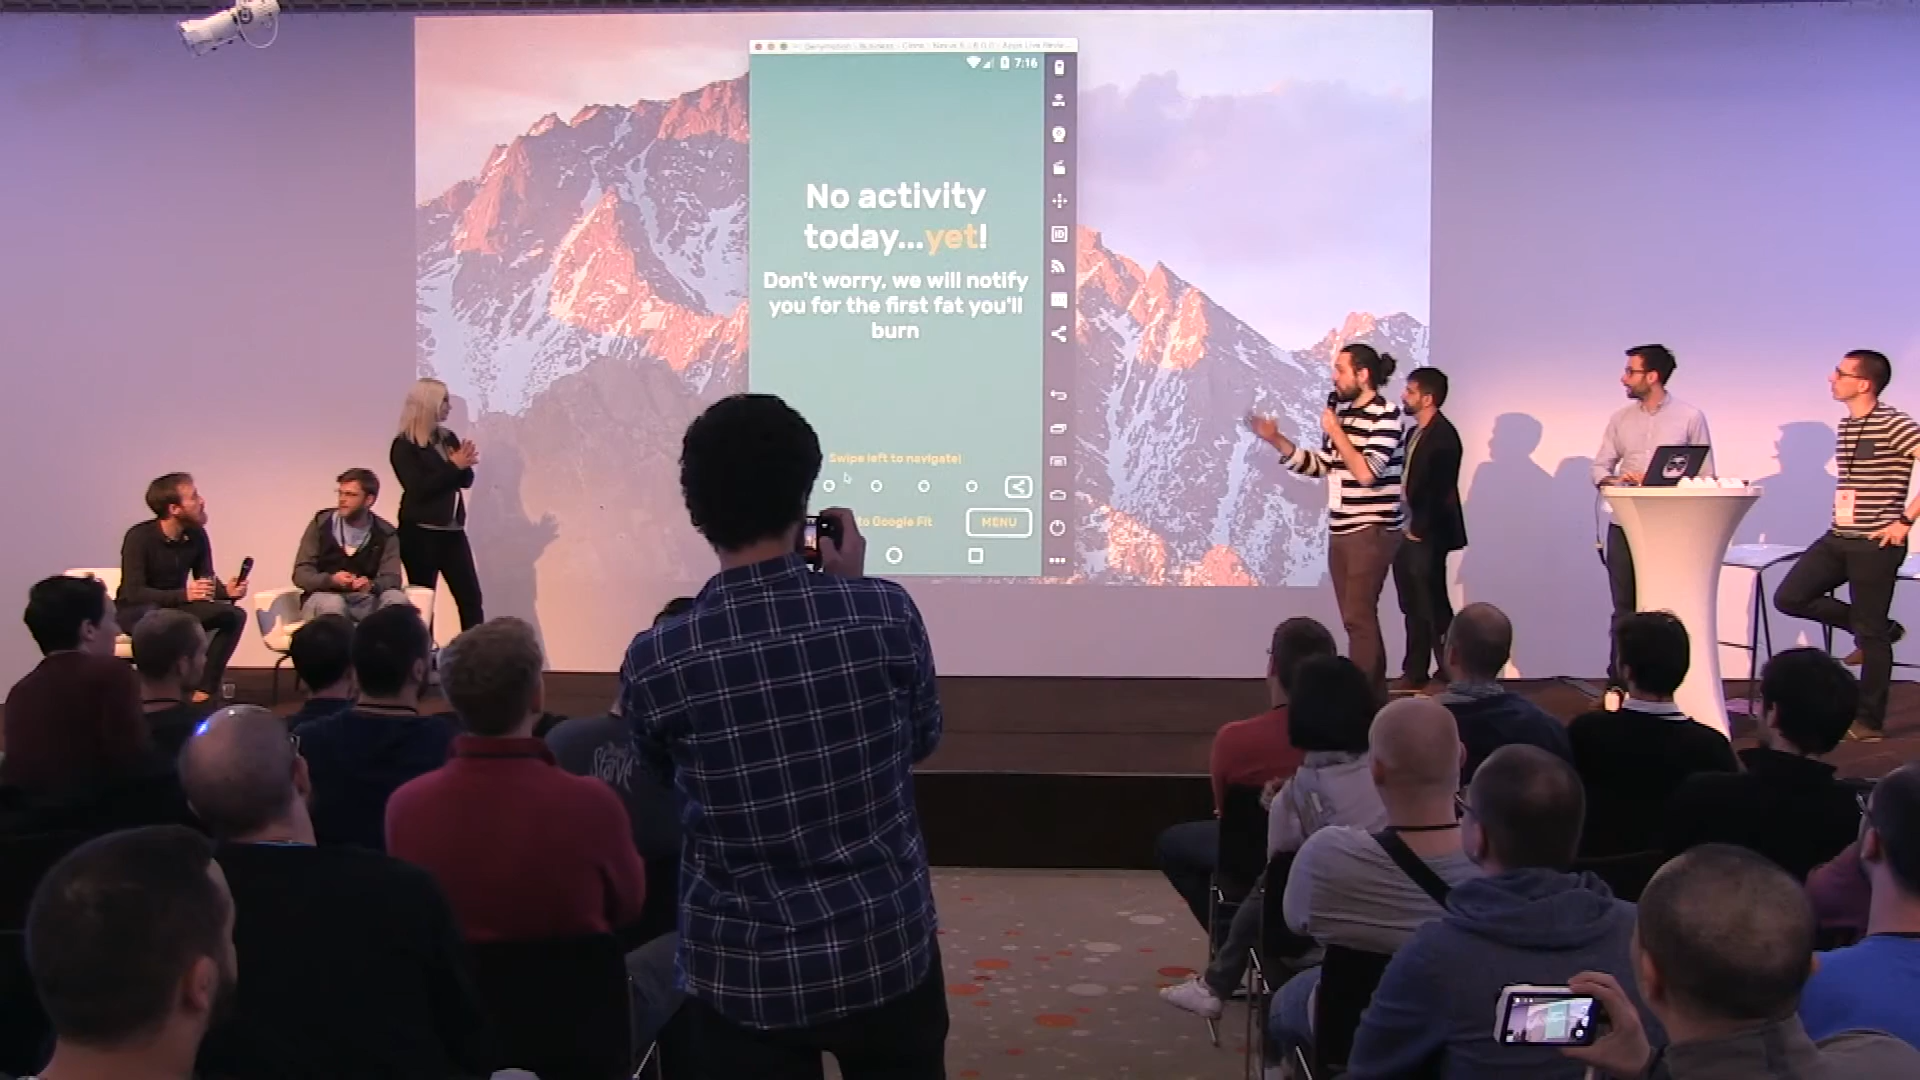 7:16
No activity
today...yet!
Don't worry, we will notify
you for the first fat you'll
burn
Swipe left to navigate!
to Google Fit
MENU